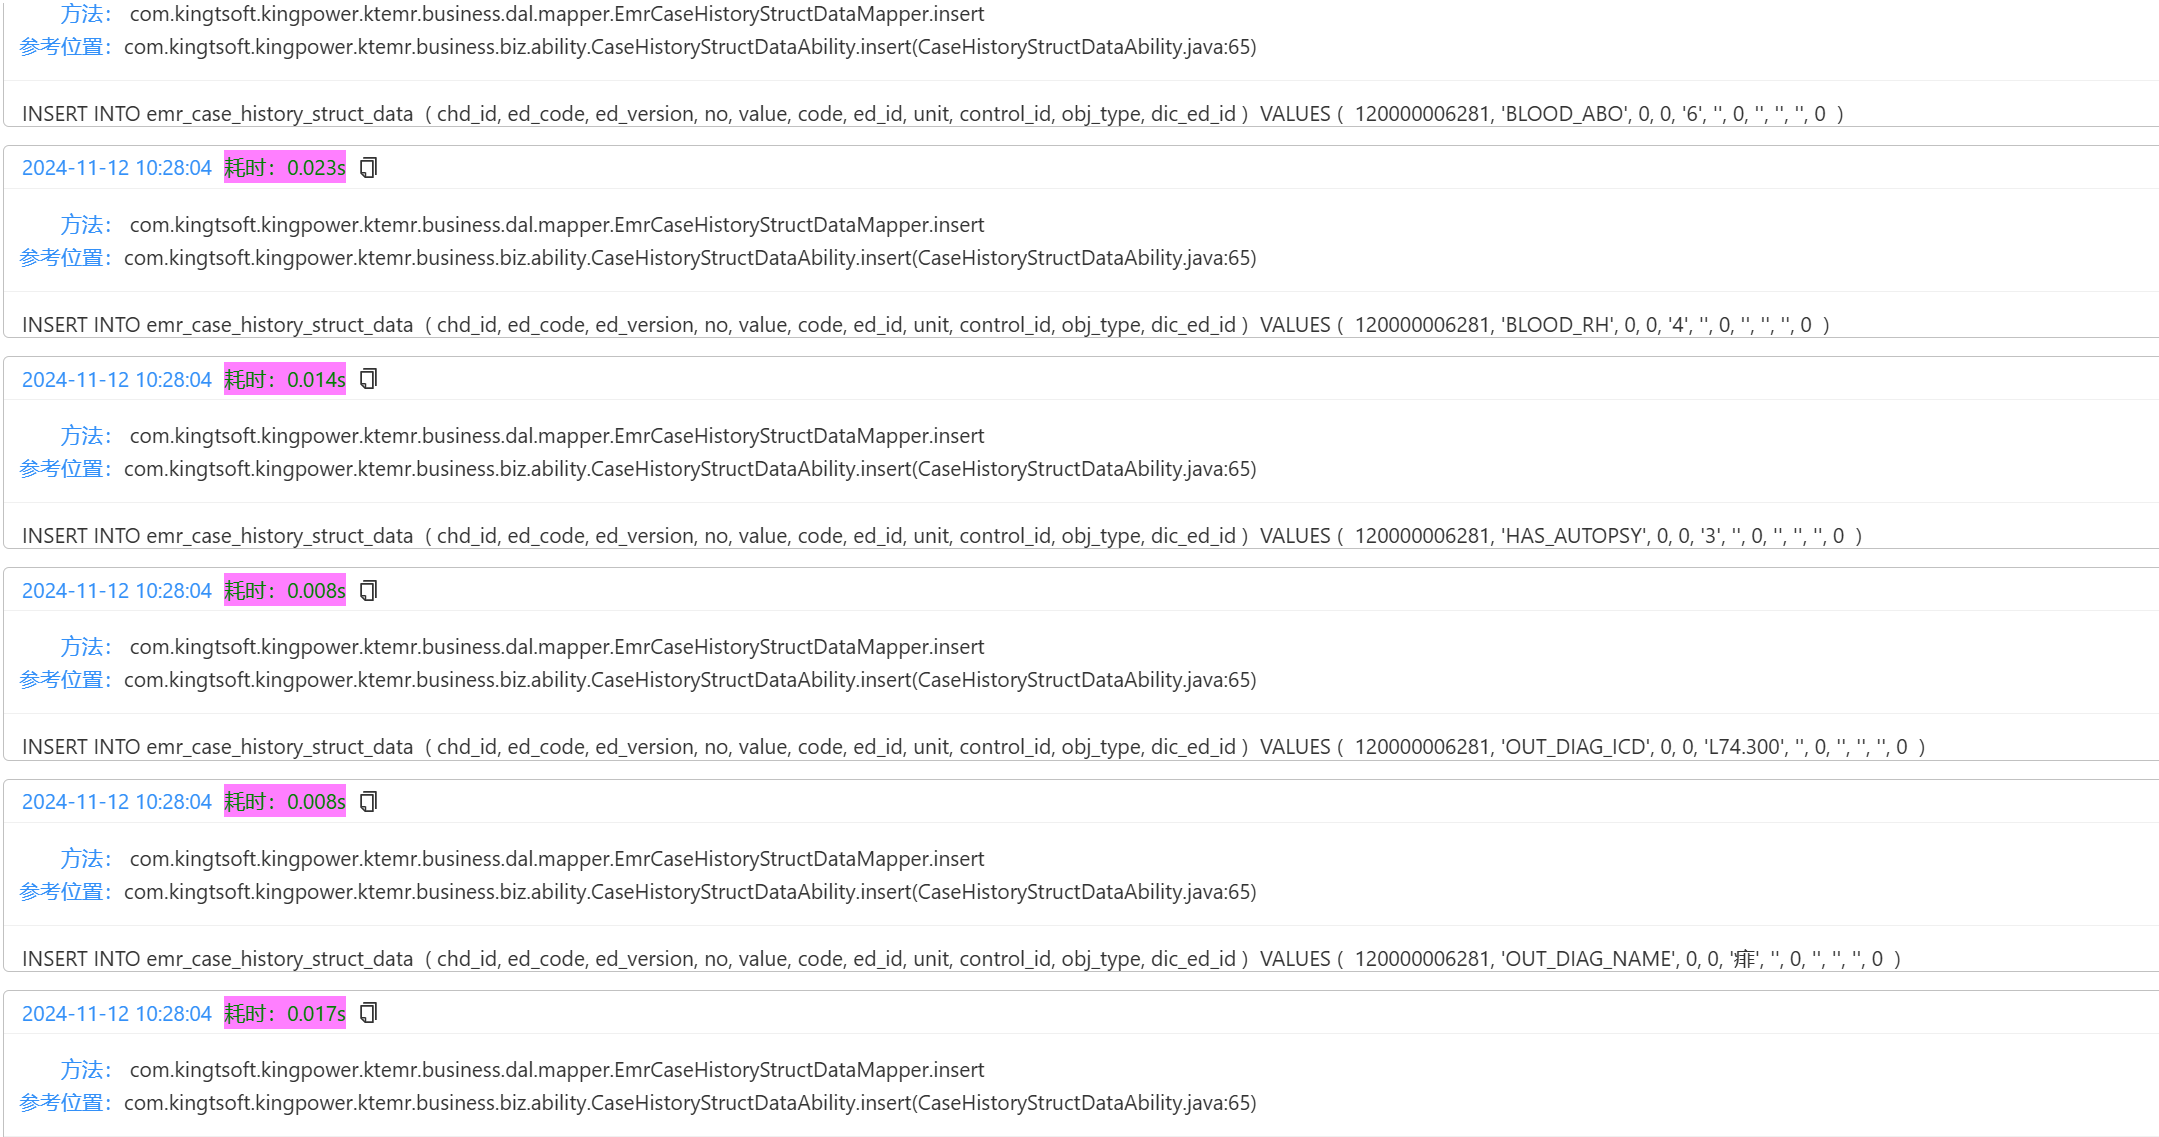 方法： com.kingtsoft.kingpower.ktemr.business.dal.mapper.EmrCaseHistoryStructDataMapper.insert
参考位置： com.kingtsoft.kingpower.ktemr.business.biz.ability.CaseHistoryStructDataAbility.insert(CaseHistoryStructDataAbility.java:65)
INSERT INTO emr_case_history_struct_data ( chd_id, ed_code, ed_version, no, value, code, ed_id, unit, control_id, obj_type, dic_ed_id ) VALUES ( 120000006281, 'BLOOD_ABO', 0, 0, '6', '', 0, '', '', '', 0 )
2024-11-12 10:28:04 耗时：0.023s
方法： com.kingtsoft.kingpower.ktemr.business.dal.mapper.EmrCaseHistoryStructDataMapper.insert
参考位置： com.kingtsoft.kingpower.ktemr.business.biz.ability.CaseHistoryStructDataAbility.insert(CaseHistoryStructDataAbility.java:65)
INSERT INTO emr_case_history_struct_data ( chd_id, ed_code, ed_version, no, value, code, ed_id, unit, control_id, obj_type, dic_ed_id ) VALUES ( 120000006281, 'BLOOD_RH', 0, 0, '4', '', 0, '', '', '', 0 )
2024-11-12 10:28:04 耗时：0.014s
方法： com.kingtsoft.kingpower.ktemr.business.dal.mapper.EmrCaseHistoryStructDataMapper.insert
参考位置： com.kingtsoft.kingpower.ktemr.business.biz.ability.CaseHistoryStructDataAbility.insert(CaseHistoryStructDataAbility.java:65)
INSERT INTO emr_case_history_struct_data ( chd_id, ed_code, ed_version, no, value, code, ed_id, unit, control_id, obj_type, dic_ed_id ) VALUES ( 120000006281, 'HAS_AUTOPSY', 0, 0, '3', '', 0, '', '', '', 0 )
2024-11-12 10:28:04 耗时：0.008s
方法： com.kingtsoft.kingpower.ktemr.business.dal.mapper.EmrCaseHistoryStructDataMapper.insert
参考位置： com.kingtsoft.kingpower.ktemr.business.biz.ability.CaseHistoryStructDataAbility.insert(CaseHistoryStructDataAbility.java:65)
INSERT INTO emr_case_history_struct_data ( chd_id, ed_code, ed_version, no, value, code, ed_id, unit, control_id, obj_type, dic_ed_id ) VALUES ( 120000006281, 'OUT_DIAG_ICD', 0, 0, 'L74.300', '', 0, '', '', '', 0 )
2024-11-12 10:28:04 耗时：0.008s
方法： com.kingtsoft.kingpower.ktemr.business.dal.mapper.EmrCaseHistoryStructDataMapper.insert
参考位置： com.kingtsoft.kingpower.ktemr.business.biz.ability.CaseHistoryStructDataAbility.insert(CaseHistoryStructDataAbility.java:65)
INSERT INTO emr_case_history_struct_data ( chd_id, ed_code, ed_version, no, value, code, ed_id, unit, control_id, obj_type, dic_ed_id ) VALUES ( 120000006281, 'OUT_DIAG_NAME', 0, 0, '痱', '', 0, '', '', '', 0 )
2024-11-12 10:28:04 耗时：0.017s
方法： com.kingtsoft.kingpower.ktemr.business.dal.mapper.EmrCaseHistoryStructDataMapper.insert
参考位置： com.kingtsoft.kingpower.ktemr.business.biz.ability.CaseHistoryStructDataAbility.insert(CaseHistoryStructDataAbility.java:65)